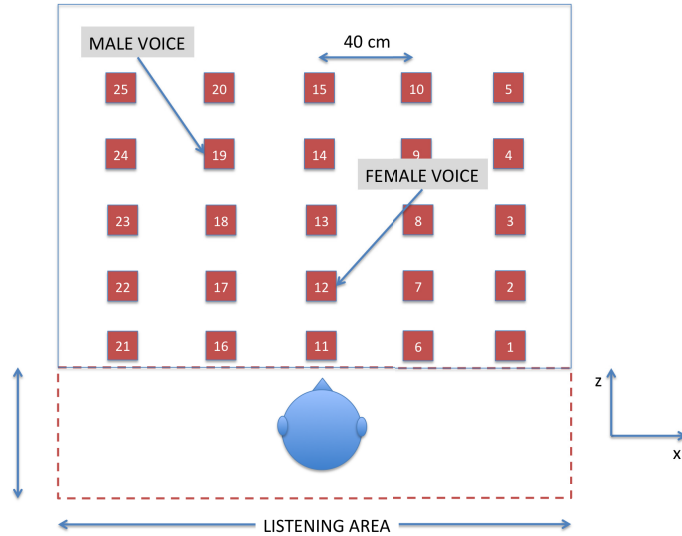 40 cm
MALE VOICE
25 20 15 10 5
24 19 14 9 4
FEMALE VOICE
23 18 13 8 3
22 17 12 7 2
21 16 11 6 1
z
x
LISTENING AREA